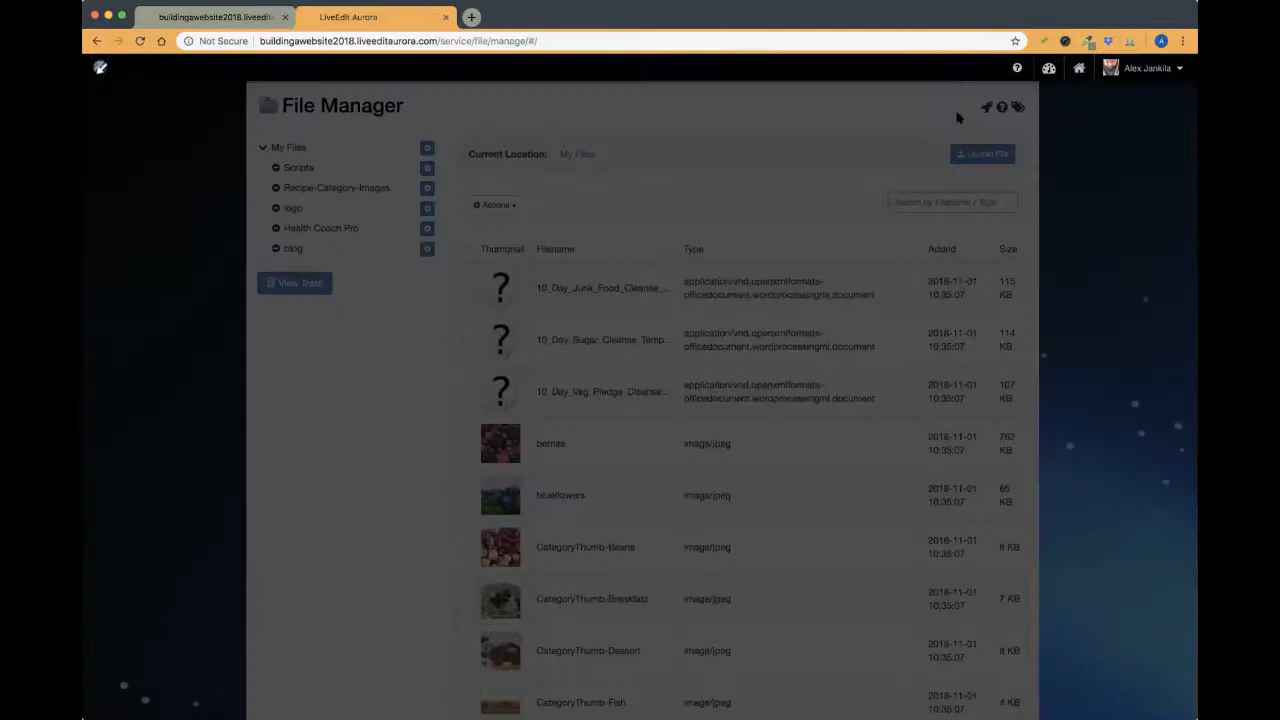 buildingawebsite2018.liveedit
LiveEdit Aurora
Not Secure
buildingawebsite2018.liveeditaurora.com/service/file/manage/#/
A
Alex Jankila
File Manager
My Files
Scripts
Recipe-Category-Images
logo
Health Coach Pro
blog
View Trash
Current Location: My Files
Upload File
Actions
Search by Filename / Tags
Thumbnail Filename Type Added Size
10_Day_Junk_Food_Cleanse_... application/vnd.openxmlformats- 2018-11-01 115
officedocument.wordprocessingml.document 10:35:07 KB
10_Day_Sugar_Cleanse_Temp... application/vnd.openxmlformats- 2018-11-01 114
officedocument.wordprocessingml.document 10:35:07 KB
10_Day_Veg_Pledge_Cleanse... application/vnd.openxmlformats- 2018-11-01 107
officedocument.wordprocessingml.document 10:35:07 KB
berries image/jpeg 2018-11-01 762
10:35:07 KB
blueflowers image/jpeg 2018-11-01 65
10:35:07 KB
CategoryThumb-Beans image/jpeg 2018-11-01 8 KB
10:35:07
CategoryThumb-Breakfast image/jpeg 2018-11-01 7 KB
10:35:07
CategoryThumb-Dessert image/jpeg 2018-11-01 8 KB
10:35:07
CategoryThumb-Fish image/jpeg 2018-11-01 4 KB
10:35:07